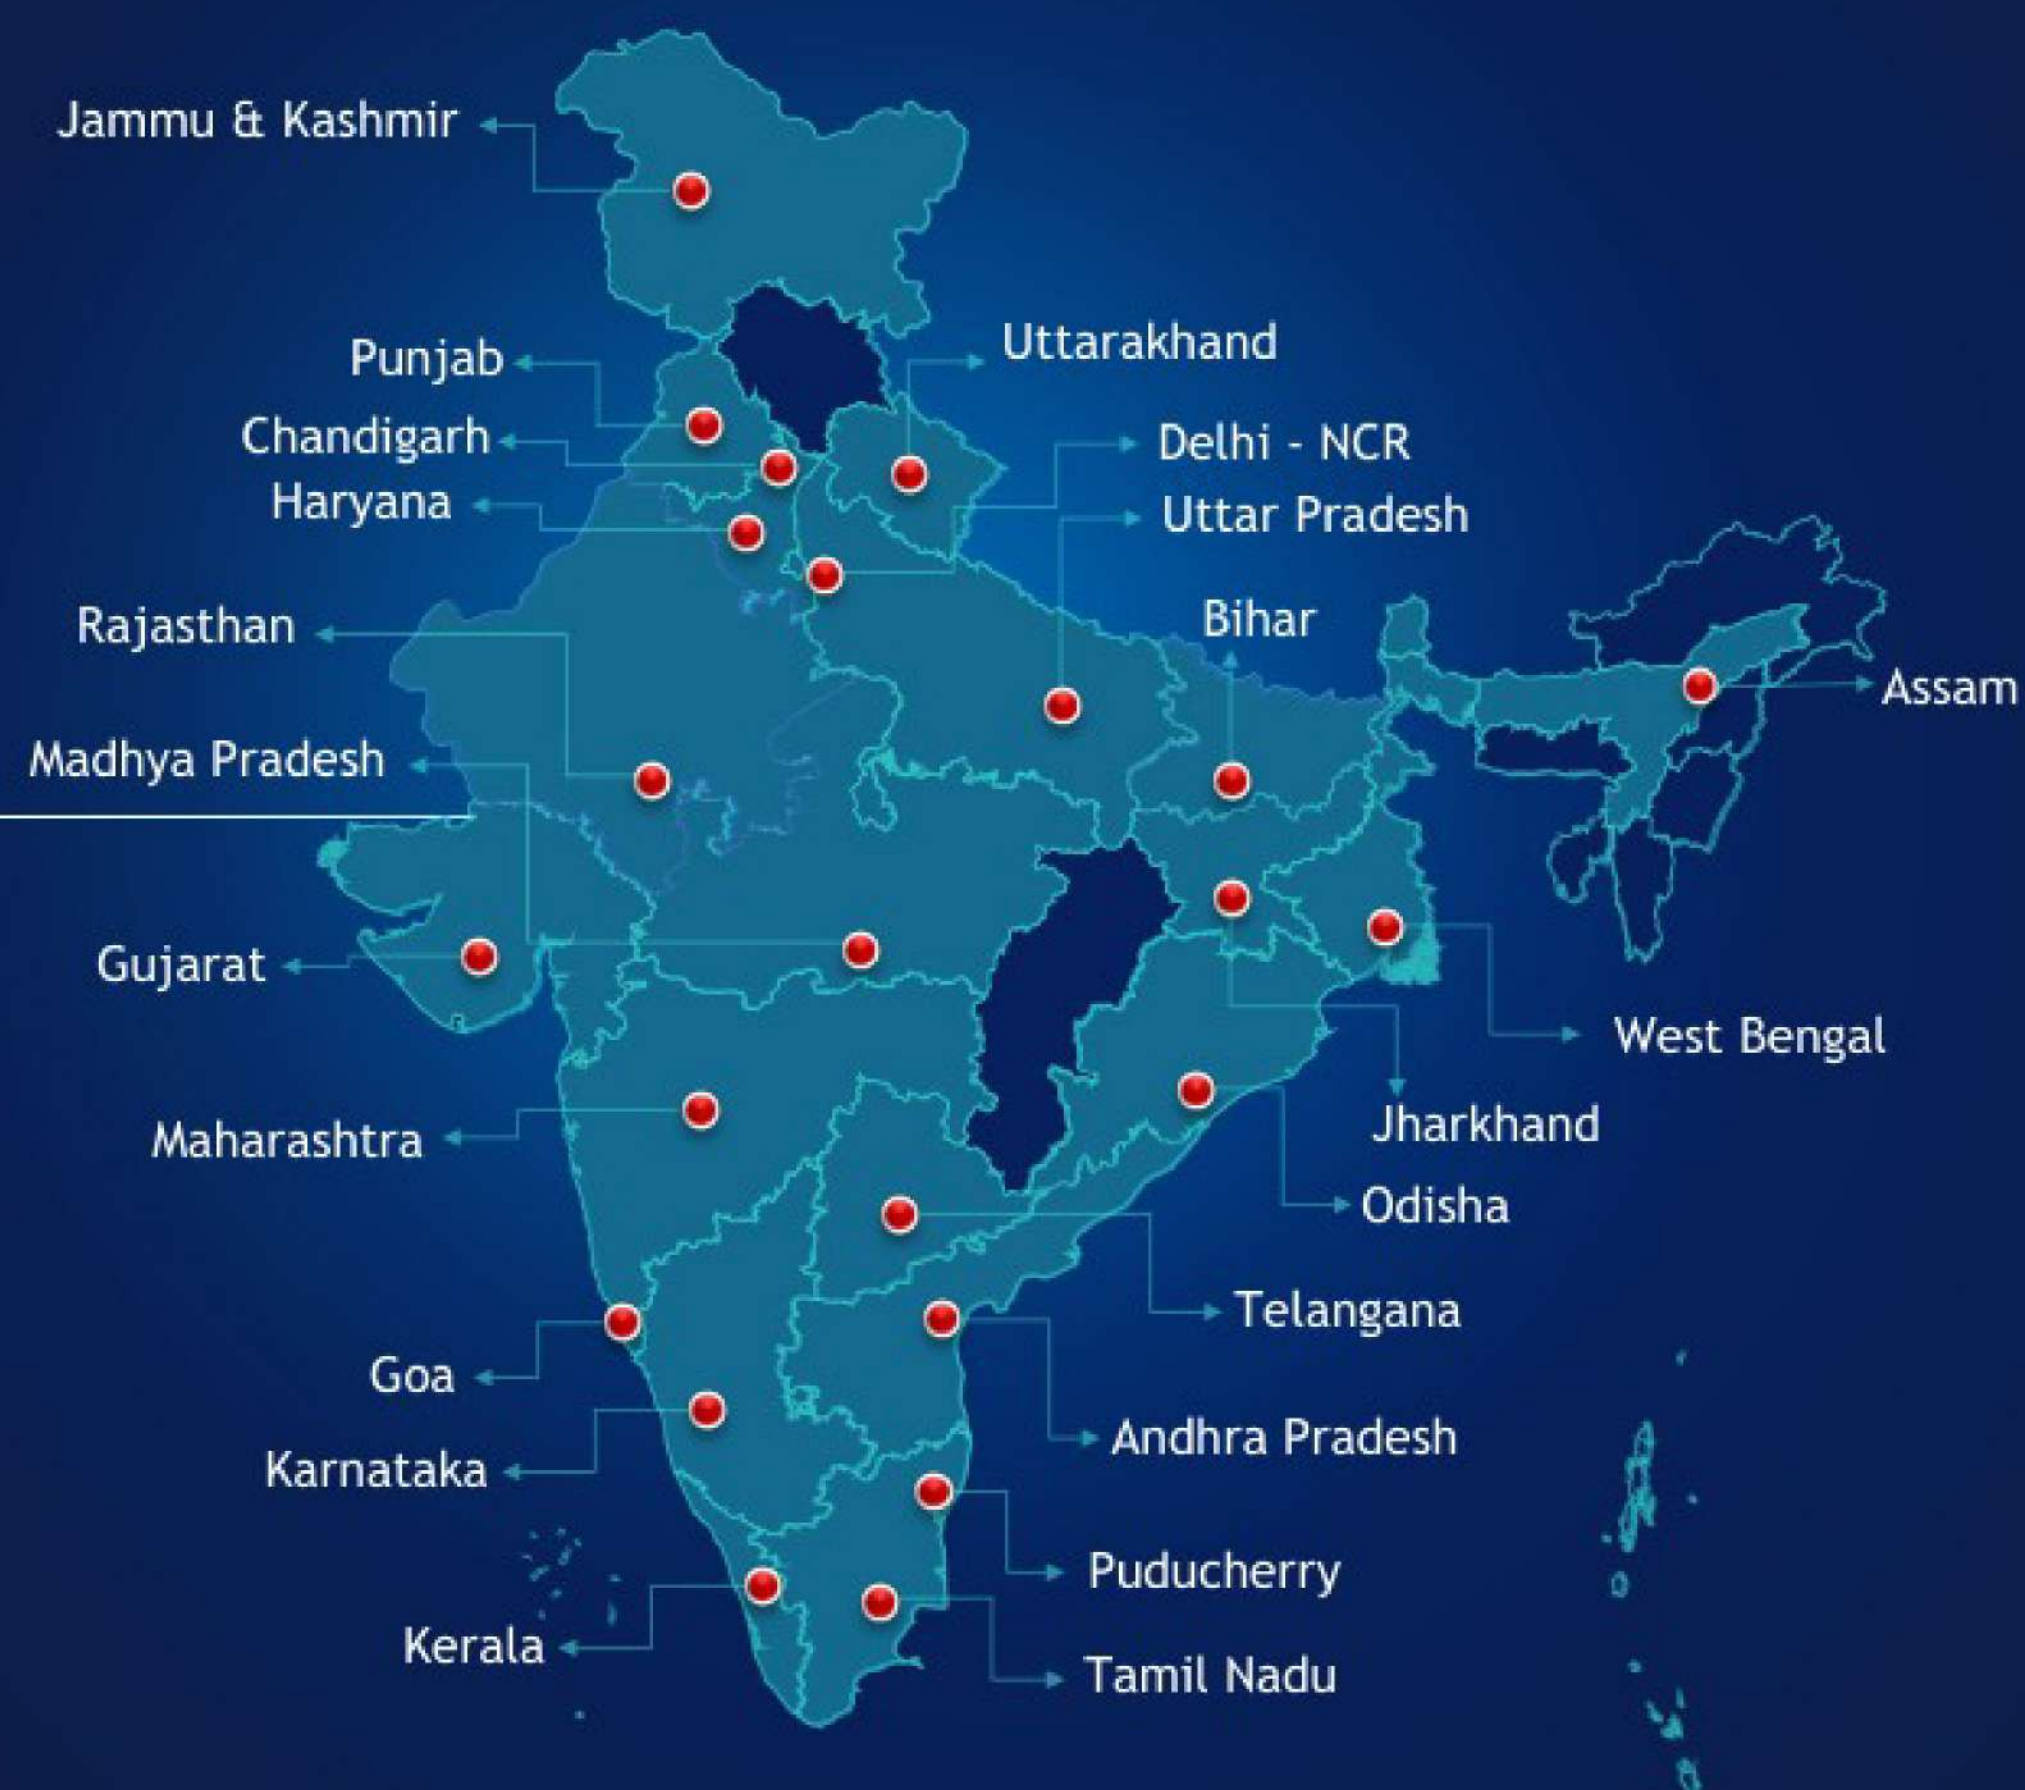 Jammu & Kashmir
Punjab
Uttarakhand
Chandigarh
Delhi - NCR
Haryana
Uttar Pradesh
Bihar
Rajasthan
Assam
Madhya Pradesh
Gujarat
West Bengal
Maharashtra
Jharkhand
Odisha
Telangana
Goa
Andhra Pradesh
Karnataka
Puducherry
Kerala
Tamil Nadu